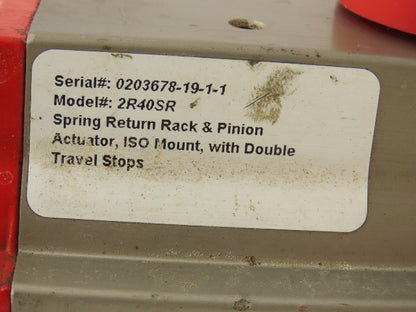 Serial#: 0203678-19-1-1
Model#: 2R40SR
Spring Return Rack & Pinion
Actuator, ISO Mount, with Double
Travel Stops